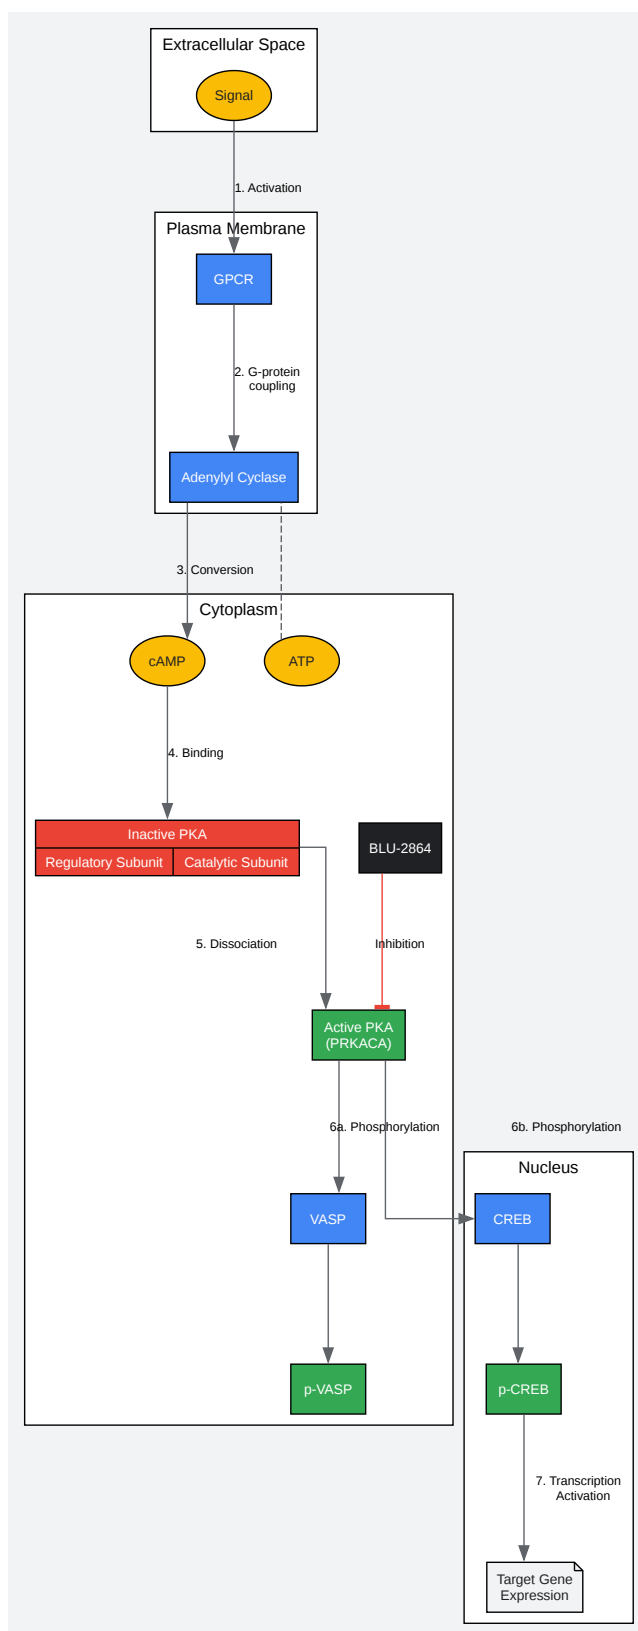 Extracellular Space
Signal
1. Activation
Plasma Membrane
GPCR
2. G-protein
coupling
Adenylyl Cyclase
3. Conversion
Cytoplasm
cAMP
ATP
4. Binding
Inactive PKA
Regulatory Subunit
Catalytic Subunit
BLU-2864
5. Dissociation
Inhibition
Active PKA
(PRKACA)
6a. Phosphorylation
6b. Phosphorylation
Nucleus
VASP
CREB
p-VASP
p-CREB
7. Transcription
Activation
Target Gene
Expression